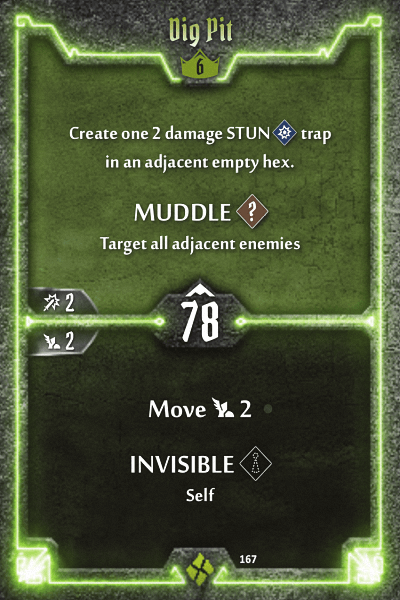 Dig Pit
6
Create one 2 damage STUN trap
in an adjacent empty hex.
MUDDLE ?
Target all adjacent enemies
2
78
2
Move 2
INVISIBLE
Self
167